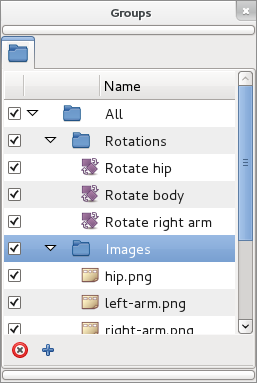 Groups
Name
All
Rotations
Rotate hip
Rotate body
Rotate right arm
Images
hip.png
left-arm.png
right-arm.png